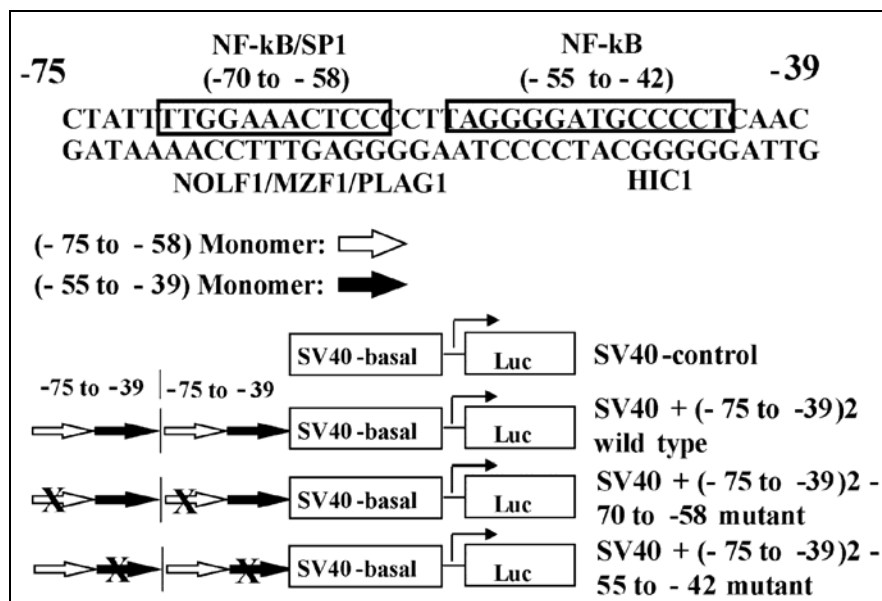 NF-kB/SP1 NF-kB
-75 (-70 to - 58) (- 55 to - 42) -39
CTATTTTGGAAACTCCCCTTAGGGGATGCCCCTCAAC
GATAAAACCTTTGAGGGGAATCCCCTACGGGGGATTG
NOLF1/MZF1/PLAG1 HIC1
(- 75 to - 58) Monomer:
(- 55 to - 39) Monomer:
SV40-basal Luc SV40-control
-75 to -39 -75 to -39
SV40-basal Luc SV40 + (- 75 to -39)2
wild type
X X SV40-basal Luc SV40 + (- 75 to -39)2 -
70 to -58 mutant
X X SV40-basal Luc SV40 + (- 75 to -39)2 -
55 to - 42 mutant